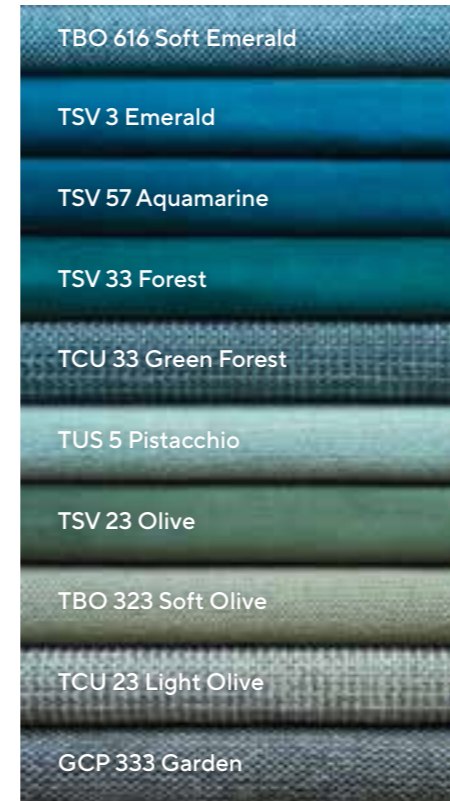 TBO 616 Soft Emerald
TSV 3 Emerald
TSV 57 Aquamarine
TSV 33 Forest
TCU 33 Green Forest
TUS 5 Pistacchio
TSV 23 Olive
TBO 323 Soft Olive
TCU 23 Light Olive
GCP 333 Garden